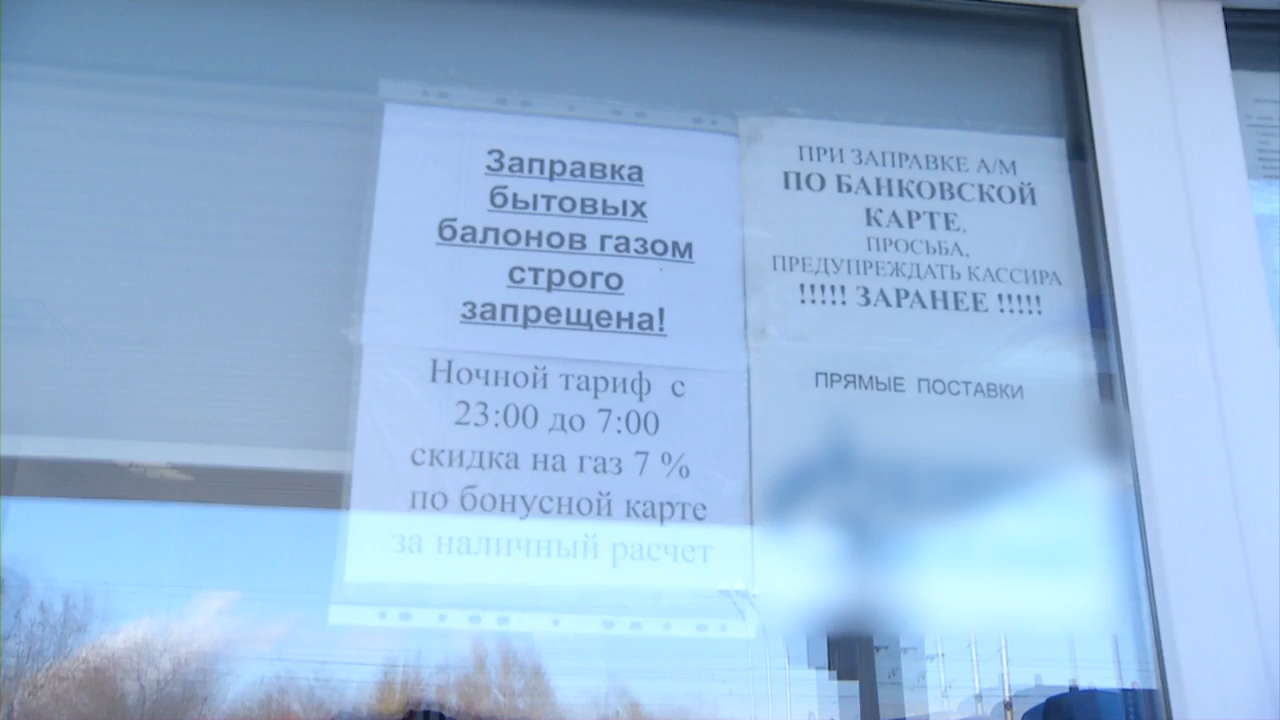 Заправка
бытовых
балонов газом
строго
запрещена!
Ночной тариф с
23:00 до 7:00
скидка на газ 7 %
по бонусной карте
за наличный расчет
ПРИ ЗАПРАВКЕ А/М
ПО БАНКОВСКОЙ
КАРТЕ,
ПРОСЬБА,
ПРЕДУПРЕЖДАТЬ КАССИРА
!!!!! ЗАРАНЕЕ !!!!!
ПРЯМЫЕ ПОСТАВКИ